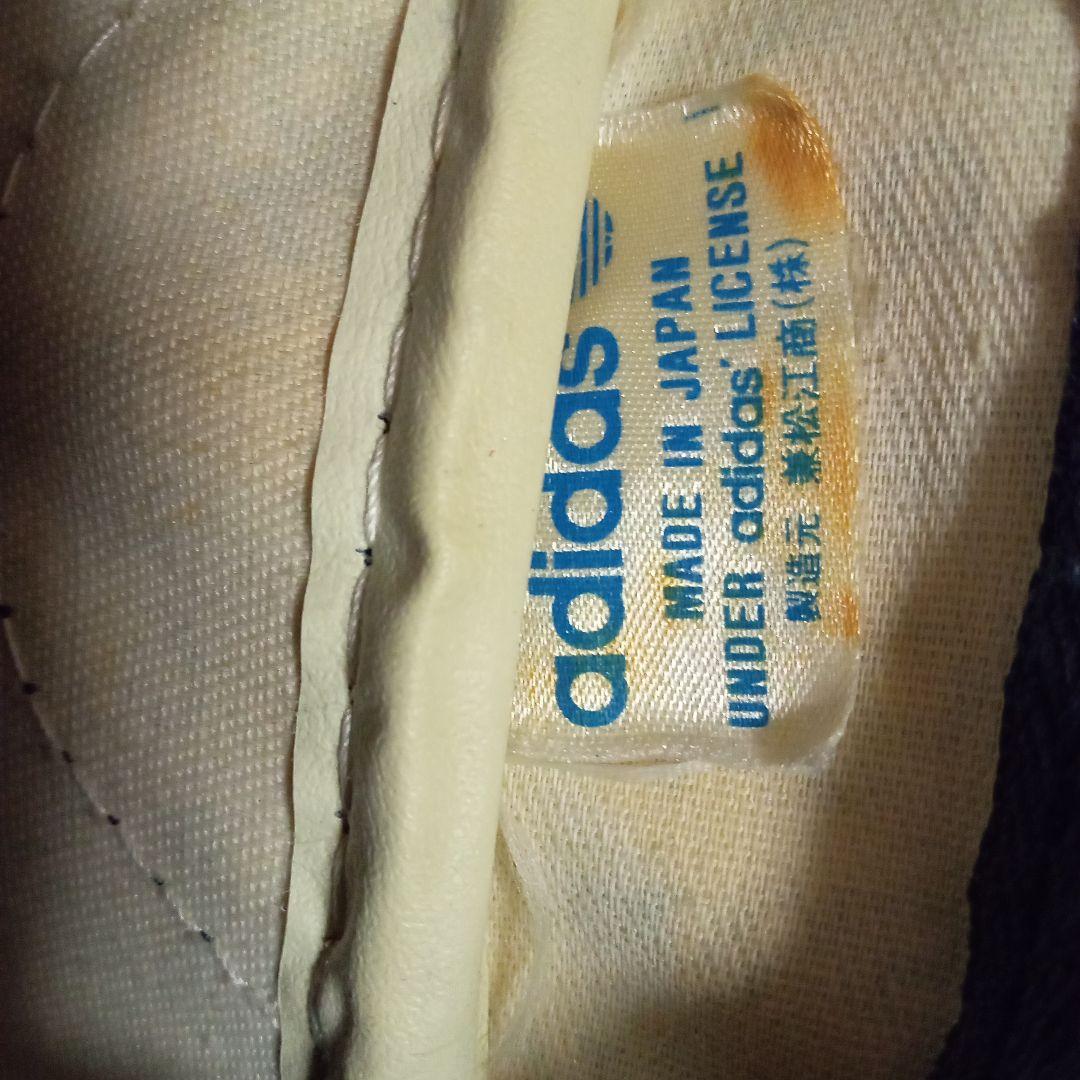 adidas
MADE IN JAPAN
UNDER adidas' LICENSE
製造元 兼松江商(株)